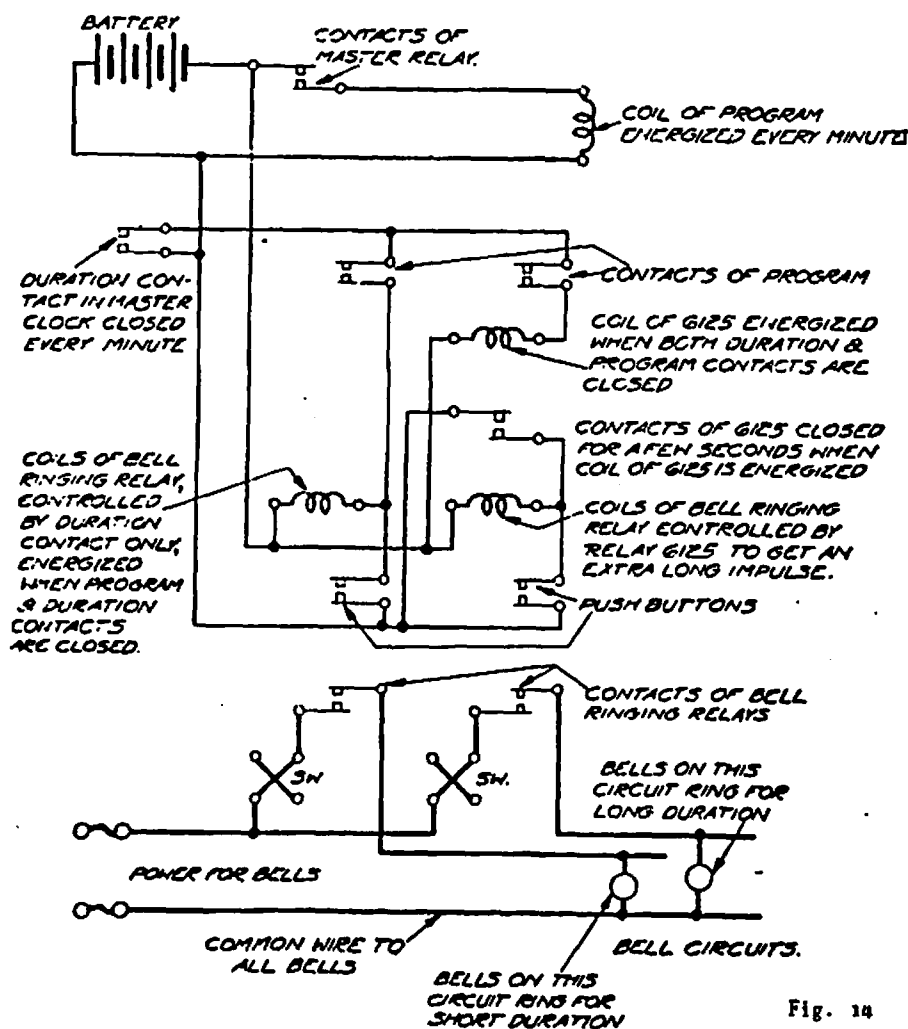 BATTERY
CONTACTS OF
MASTER RELAY.
COIL OF PROGRAM
ENERGIZED EVERY MINUTE
DURATION CON-
TACT IN MASTER
CLOCK CLOSED
EVERY MINUTE
CONTACTS OF PROGRAM
COIL OF G125 ENERGIZED
WHEN BOTH DURATION &
PROGRAM CONTACTS ARE
CLOSED
CONTACTS OF G125 CLOSED
FOR A FEW SECONDS WHEN
COIL OF G125 IS ENERGIZED
COILS OF BELL
RINGING RELAY,
CONTROLLED
BY DURATION
CONTACT ONLY,
ENERGIZED
WHEN PROGRAM
& DURATION
CONTACTS
ARE CLOSED.
COILS OF BELL RINGING
RELAY CONTROLLED BY
RELAY G125 TO GET AN
EXTRA LONG IMPULSE.
PUSH BUTTONS
CONTACTS OF BELL
RINGING RELAYS
SW
SW.
BELLS ON THIS
CIRCUIT RING FOR
LONG DURATION
POWER FOR BELLS
COMMON WIRE TO
ALL BELLS
BELL CIRCUITS.
BELLS ON THIS
CIRCUIT RING FOR
SHORT DURATION
Fig. 14